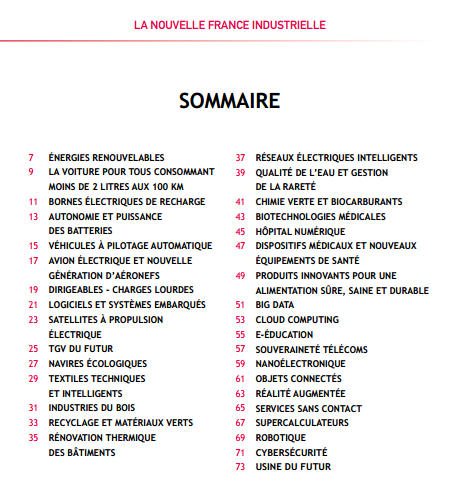 LA NOUVELLE FRANCE INDUSTRIELLE
SOMMAIRE
7 ÉNERGIES RENOUVELABLES
9 LA VOITURE POUR TOUS CONSOMMANT
MOINS DE 2 LITRES AUX 100 KM
11 BORNES ÉLECTRIQUES DE RECHARGE
13 AUTONOMIE ET PUISSANCE
DES BATTERIES
15 VÉHICULES À PILOTAGE AUTOMATIQUE
17 AVION ÉLECTRIQUE ET NOUVELLE
GÉNÉRATION D'AÉRONEFS
19 DIRIGEABLES - CHARGES LOURDES
21 LOGICIELS ET SYSTÈMES EMBARQUÉS
23 SATELLITES À PROPULSION
ÉLECTRIQUE
25 TGV DU FUTUR
27 NAVIRES ÉCOLOGIQUES
29 TEXTILES TECHNIQUES
ET INTELLIGENTS
31 INDUSTRIES DU BOIS
33 RECYCLAGE ET MATÉRIAUX VERTS
35 RÉNOVATION THERMIQUE
DES BÂTIMENTS
37 RÉSEAUX ÉLECTRIQUES INTELLIGENTS
39 QUALITÉ DE L'EAU ET GESTION
DE LA RARETÉ
41 CHIMIE VERTE ET BIOCARBURANTS
43 BIOTECHNOLOGIES MÉDICALES
45 HÔPITAL NUMÉRIQUE
47 DISPOSITIFS MÉDICAUX ET NOUVEAUX
ÉQUIPEMENTS DE SANTÉ
49 PRODUITS INNOVANTS POUR UNE
ALIMENTATION SÛRE, SAINE ET DURABLE
51 BIG DATA
53 CLOUD COMPUTING
55 E-ÉDUCATION
57 SOUVERAINETÉ TÉLÉCOMS
59 NANOÉLECTRONIQUE
61 OBJETS CONNECTÉS
63 RÉALITÉ AUGMENTÉE
65 SERVICES SANS CONTACT
67 SUPERCALCULATEURS
69 ROBOTIQUE
71 CYBERSÉCURITÉ
73 USINE DU FUTUR